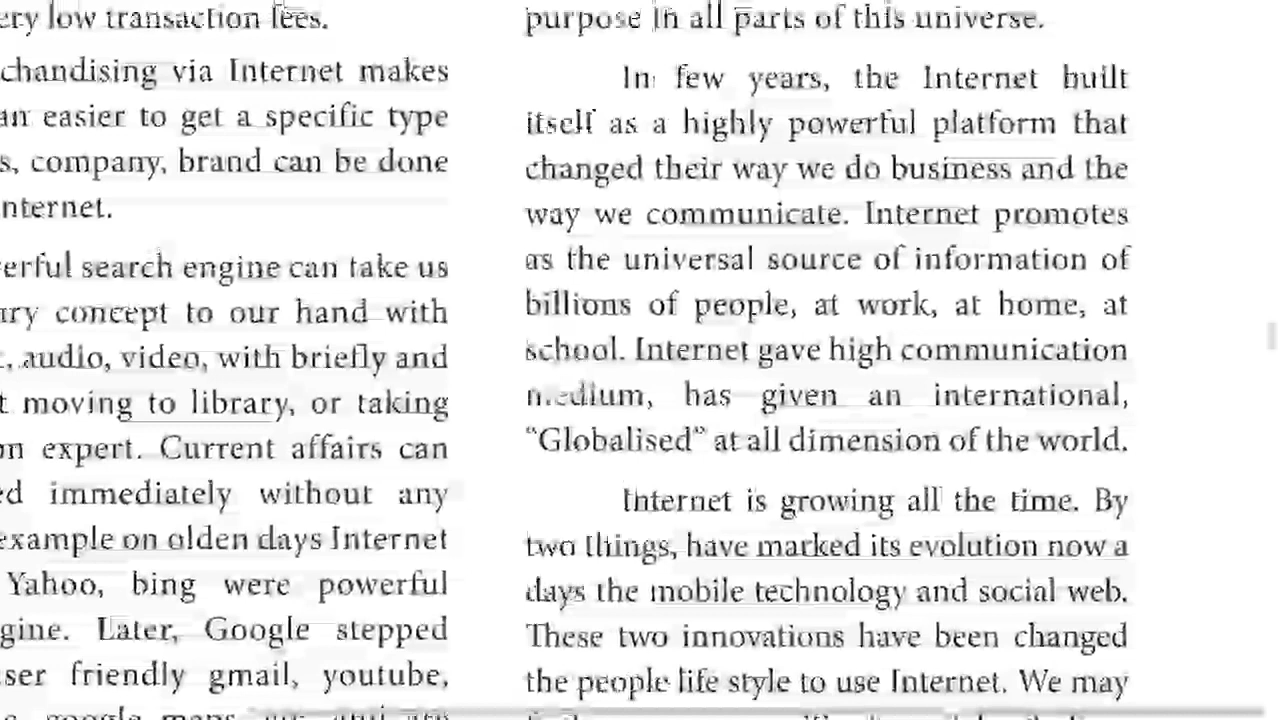 ery low transaction fees.
chandising via Internet makes
an easier to get a specific type
s, company, brand can be done
nternet.
erful search engine can take us
ary concept to our hand with
, audio, video, with briefly and
t moving to library, or taking
on expert. Current affairs can
ed immediately without any
example on olden days Internet
Yahoo, bing were powerful
gine. Later, Google stepped
ser friendly gmail, youtube,
google maps
purpose in all parts of this universe.
In few years, the Internet built
itself as a highly powerful platform that
changed their way we do business and the
way we communicate. Internet promotes
as the universal source of information of
billions of people, at work, at home, at
school. Internet gave high communication
medium, has given an international,
“Globalised” at all dimension of the world.
Internet is growing all the time. By
two things, have marked its evolution now a
days the mobile technology and social web.
These two innovations have been changed
the people life style to use Internet. We may